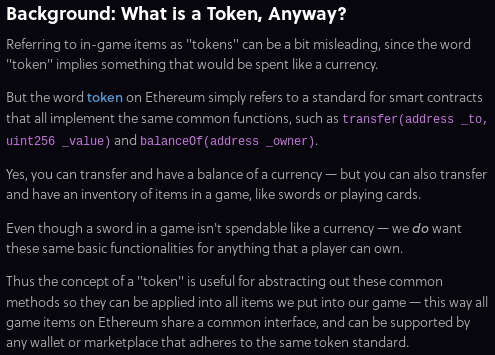 Background: What is a Token, Anyway?
Referring to in-game items as "tokens" can be a bit misleading, since the word
"token" implies something that would be spent like a currency.
But the word token on Ethereum simply refers to a standard for smart contracts
that all implement the same common functions, such as transfer(address _to,
uint256 _value) and balanceOf(address _owner).
Yes, you can transfer and have a balance of a currency — but you can also transfer
and have an inventory of items in a game, like swords or playing cards.
Even though a sword in a game isn't spendable like a currency — we do want
these same basic functionalities for anything that a player can own.
Thus the concept of a "token" is useful for abstracting out these common
methods so they can be applied into all items we put into our game — this way all
game items on Ethereum share a common interface, and can be supported by
any wallet or marketplace that adheres to the same token standard.